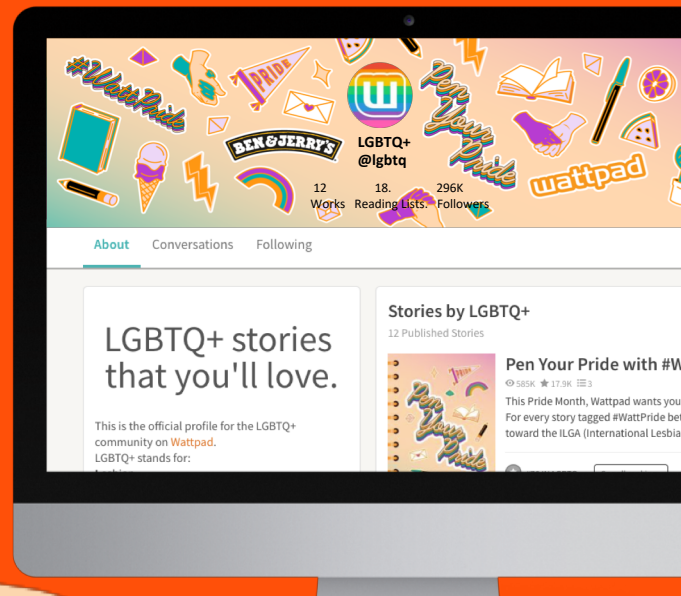 #WattPride
PRIDE
BEN & JERRY'S
Pen
Your
Pride
wattpad
LGBTQ+
@lgbtq
12 18. 296K
Works Reading Lists. Followers
About Conversations Following
LGBTQ+ stories
that you'll love.
This is the official profile for the LGBTQ+
community on Wattpad.
LGBTQ+ stands for:
Stories by LGBTQ+
12 Published Stories
Pen
Your
Pride
Pen Your Pride with #W
585K 17.9K 3
This Pride Month, Wattpad wants you
For every story tagged #WattPride be
toward the ILGA (International Lesbia